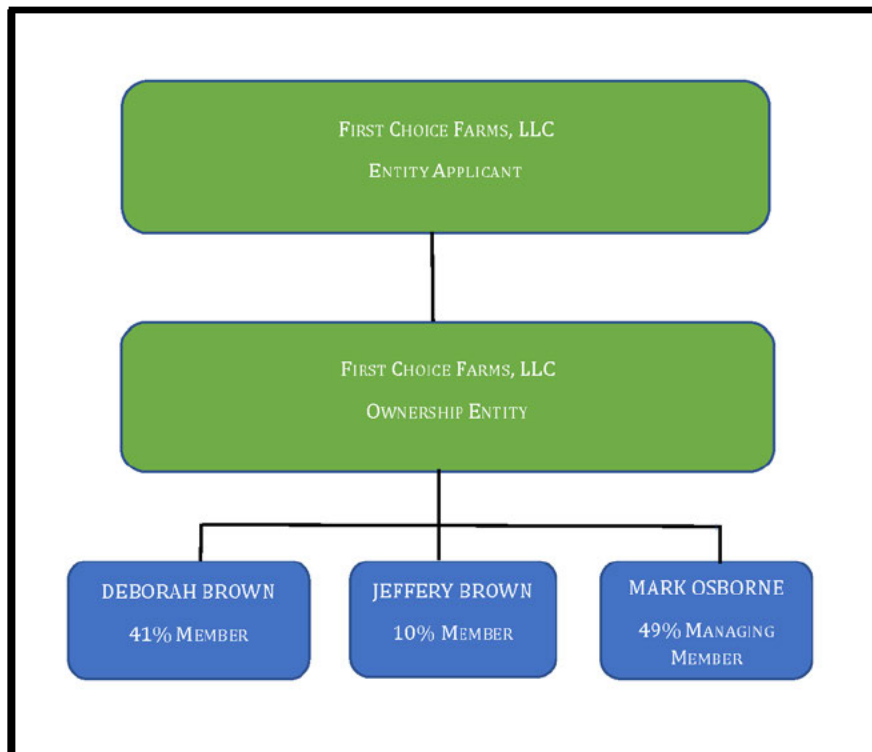 FIRST CHOICE FARMS, LLC
ENTITY APPLICANT
FIRST CHOICE FARMS, LLC
OWNERSHIP ENTITY
DEBORAH BROWN
41% MEMBER
JEFFERY BROWN
10% MEMBER
MARK OSBORNE
49% MANAGING
MEMBER